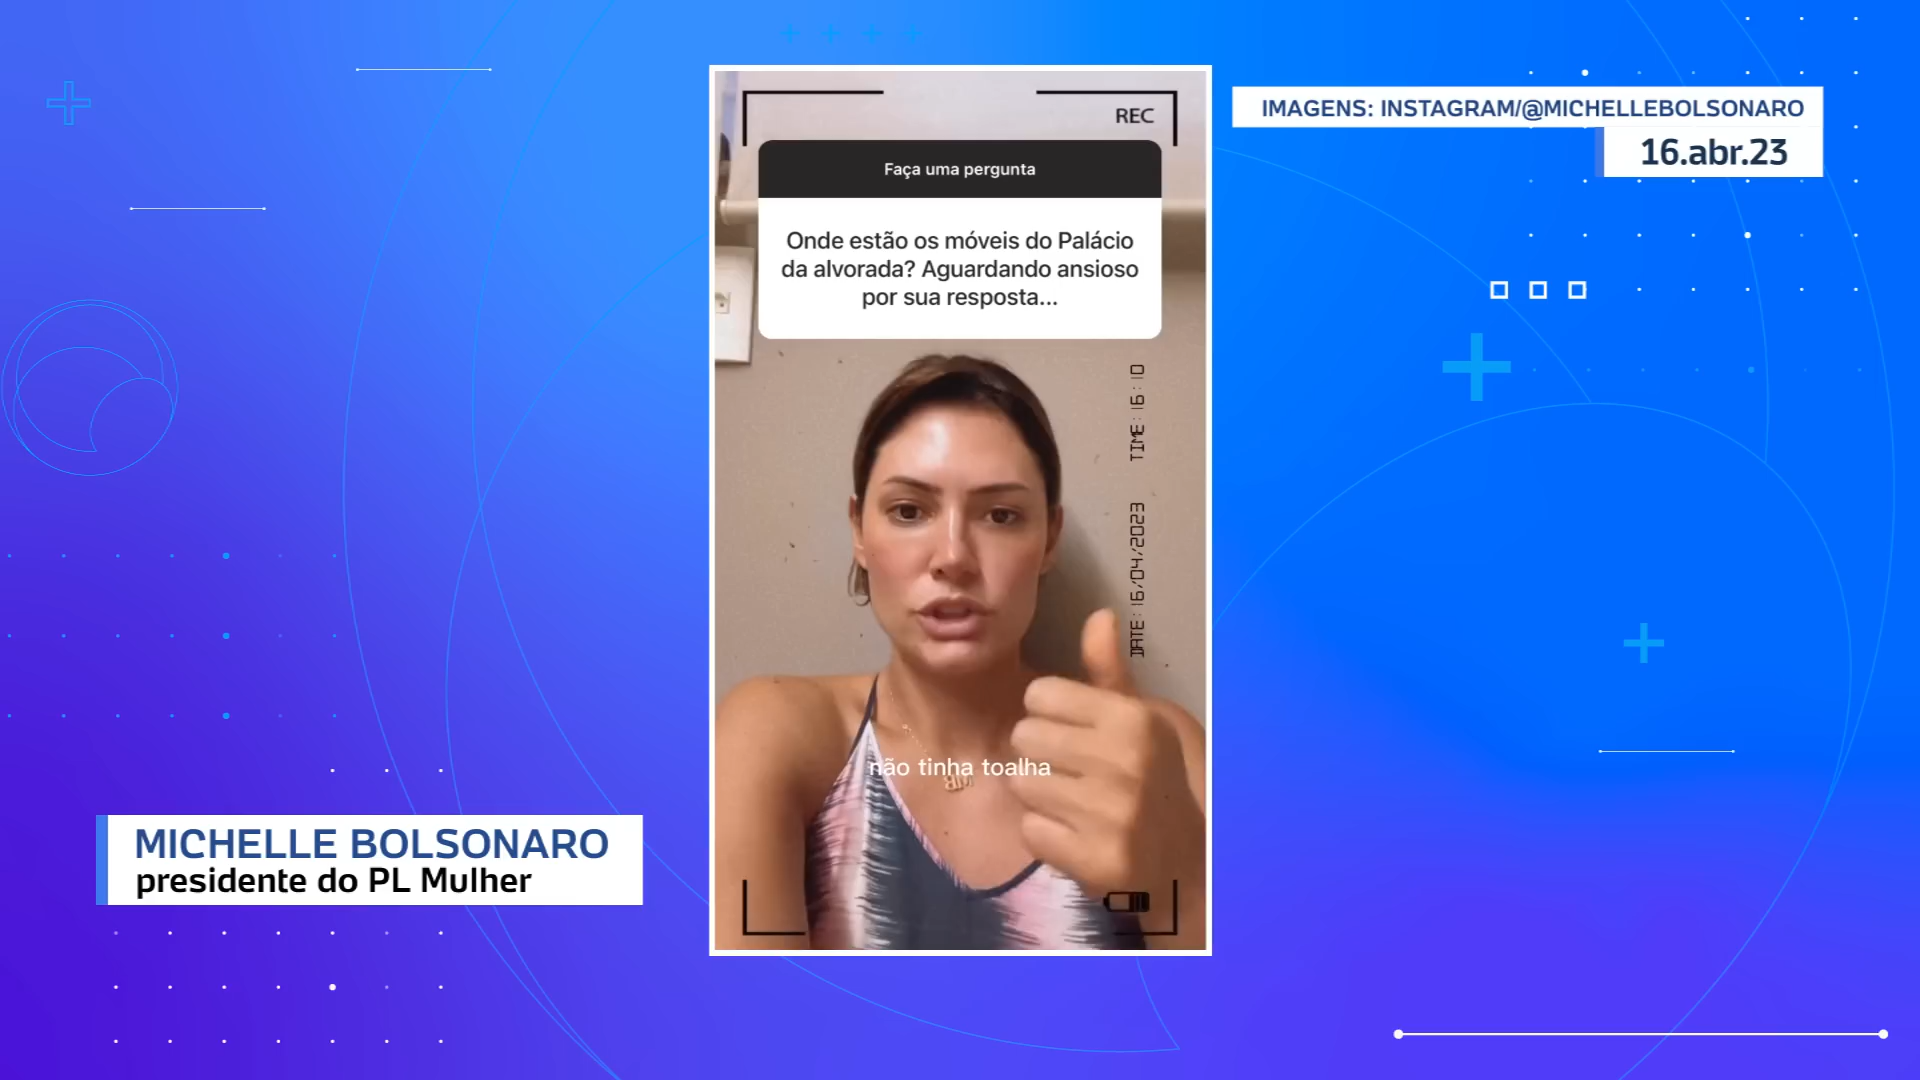 IMAGENS: INSTAGRAM/@MICHELLEBOLSONARO
16.abr.23
REC
Faça uma pergunta
Onde estão os móveis do Palácio
da alvorada? Aguardando ansioso
por sua resposta...
TIME : 16 : 10
DATE : 16/04/2023
não tinha toalha
MICHELLE BOLSONARO
presidente do PL Mulher